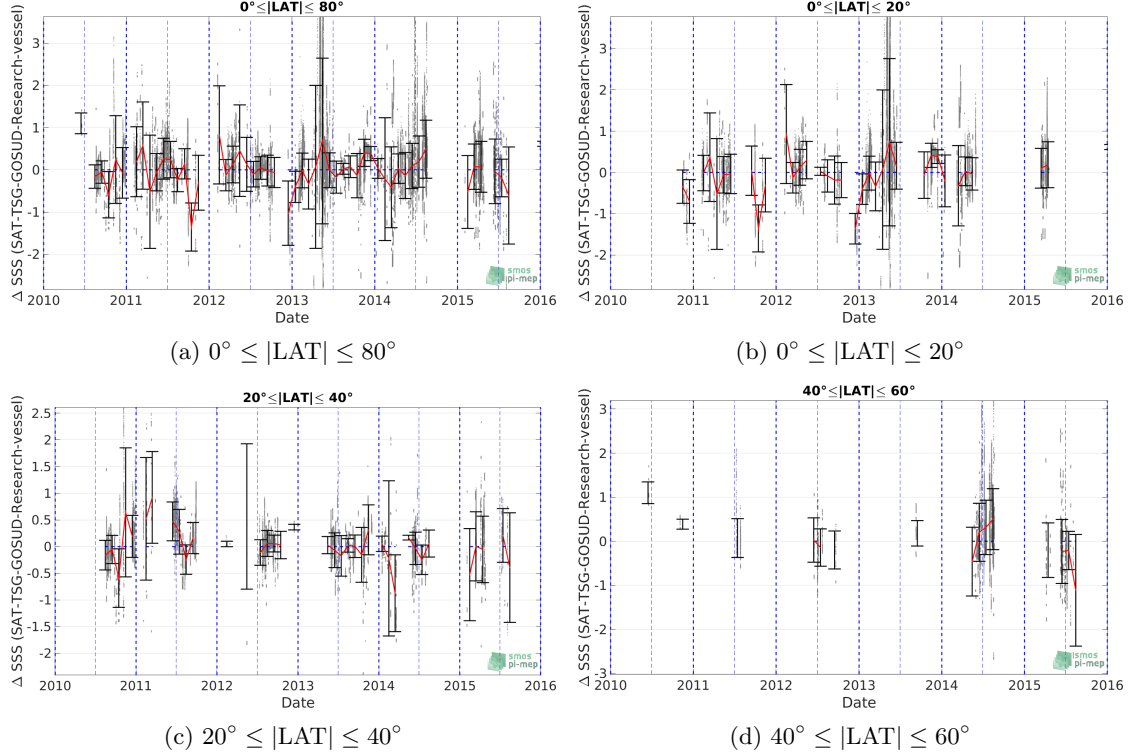 0°≤|LAT|≤ 80°
Δ SSS (SAT-TSG-GOSUD-Research-vessel)
3
2
1
0
-1
-2
smos
pi-mep
2010 2011 2012 2013 2014 2015 2016
Date
(a) 0° ≤ |LAT| ≤ 80°
0°≤|LAT|≤ 20°
Δ SSS (SAT-TSG-GOSUD-Research-vessel)
3
2
1
0
-1
-2
smos
pi-mep
2010 2011 2012 2013 2014 2015 2016
Date
(b) 0° ≤ |LAT| ≤ 20°
20°≤|LAT|≤ 40°
Δ SSS (SAT-TSG-GOSUD-Research-vessel)
2.5
2
1.5
1
0.5
0
-0.5
-1
-1.5
-2
smos
pi-mep
2010 2011 2012 2013 2014 2015 2016
Date
(c) 20° ≤ |LAT| ≤ 40°
40°≤|LAT|≤ 60°
Δ SSS (SAT-TSG-GOSUD-Research-vessel)
3
2
1
0
-1
-2
-3
smos
pi-mep
2010 2011 2012 2013 2014 2015 2016
Date
(d) 40° ≤ |LAT| ≤ 60°